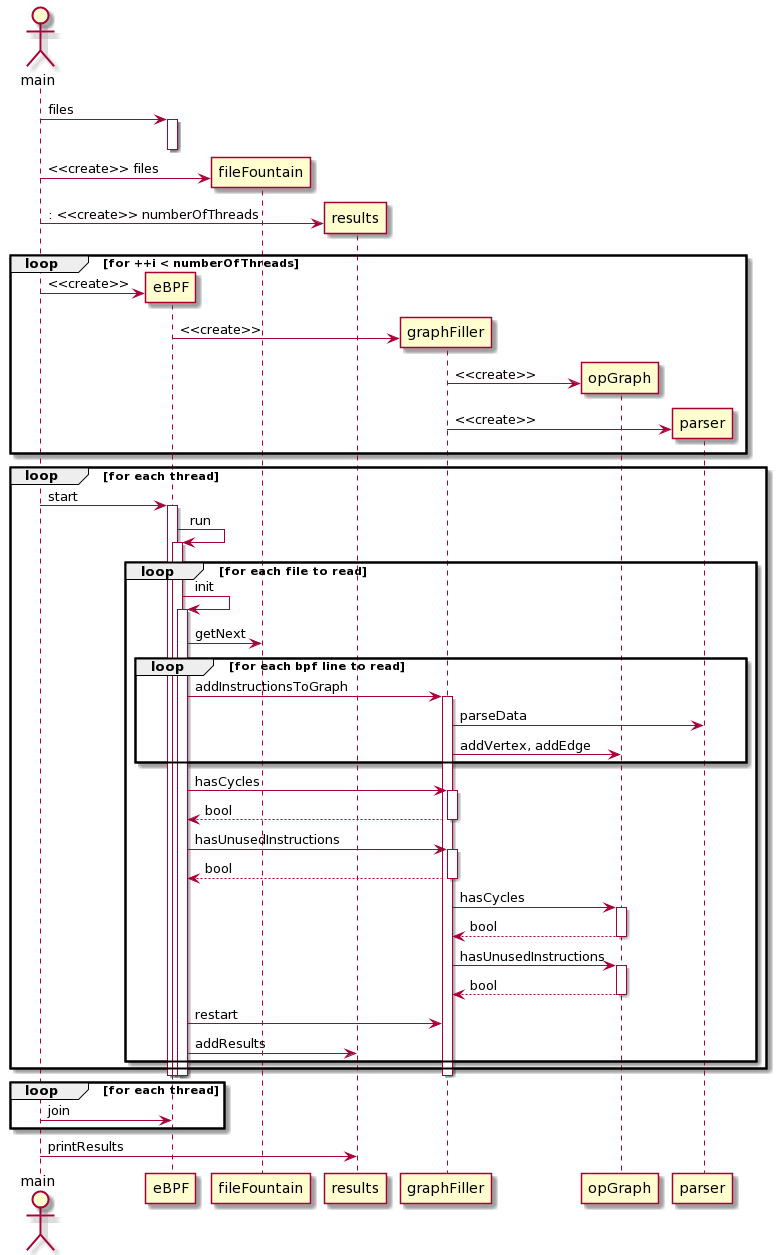 main
files
<<create>> files
fileFountain
: <<create>> numberOfThreads
results
loop [for ++i < numberOfThreads]
<<create>>
eBPF
<<create>>
graphFiller
<<create>>
opGraph
<<create>>
parser
loop [for each thread]
start
run
loop [for each file to read]
init
getNext
loop [for each bpf line to read]
addInstructionsToGraph
parseData
addVertex, addEdge
hasCycles
bool
hasUnusedInstructions
bool
hasCycles
bool
hasUnusedInstructions
bool
restart
addResults
loop [for each thread]
join
printResults
main eBPF fileFountain results graphFiller opGraph parser